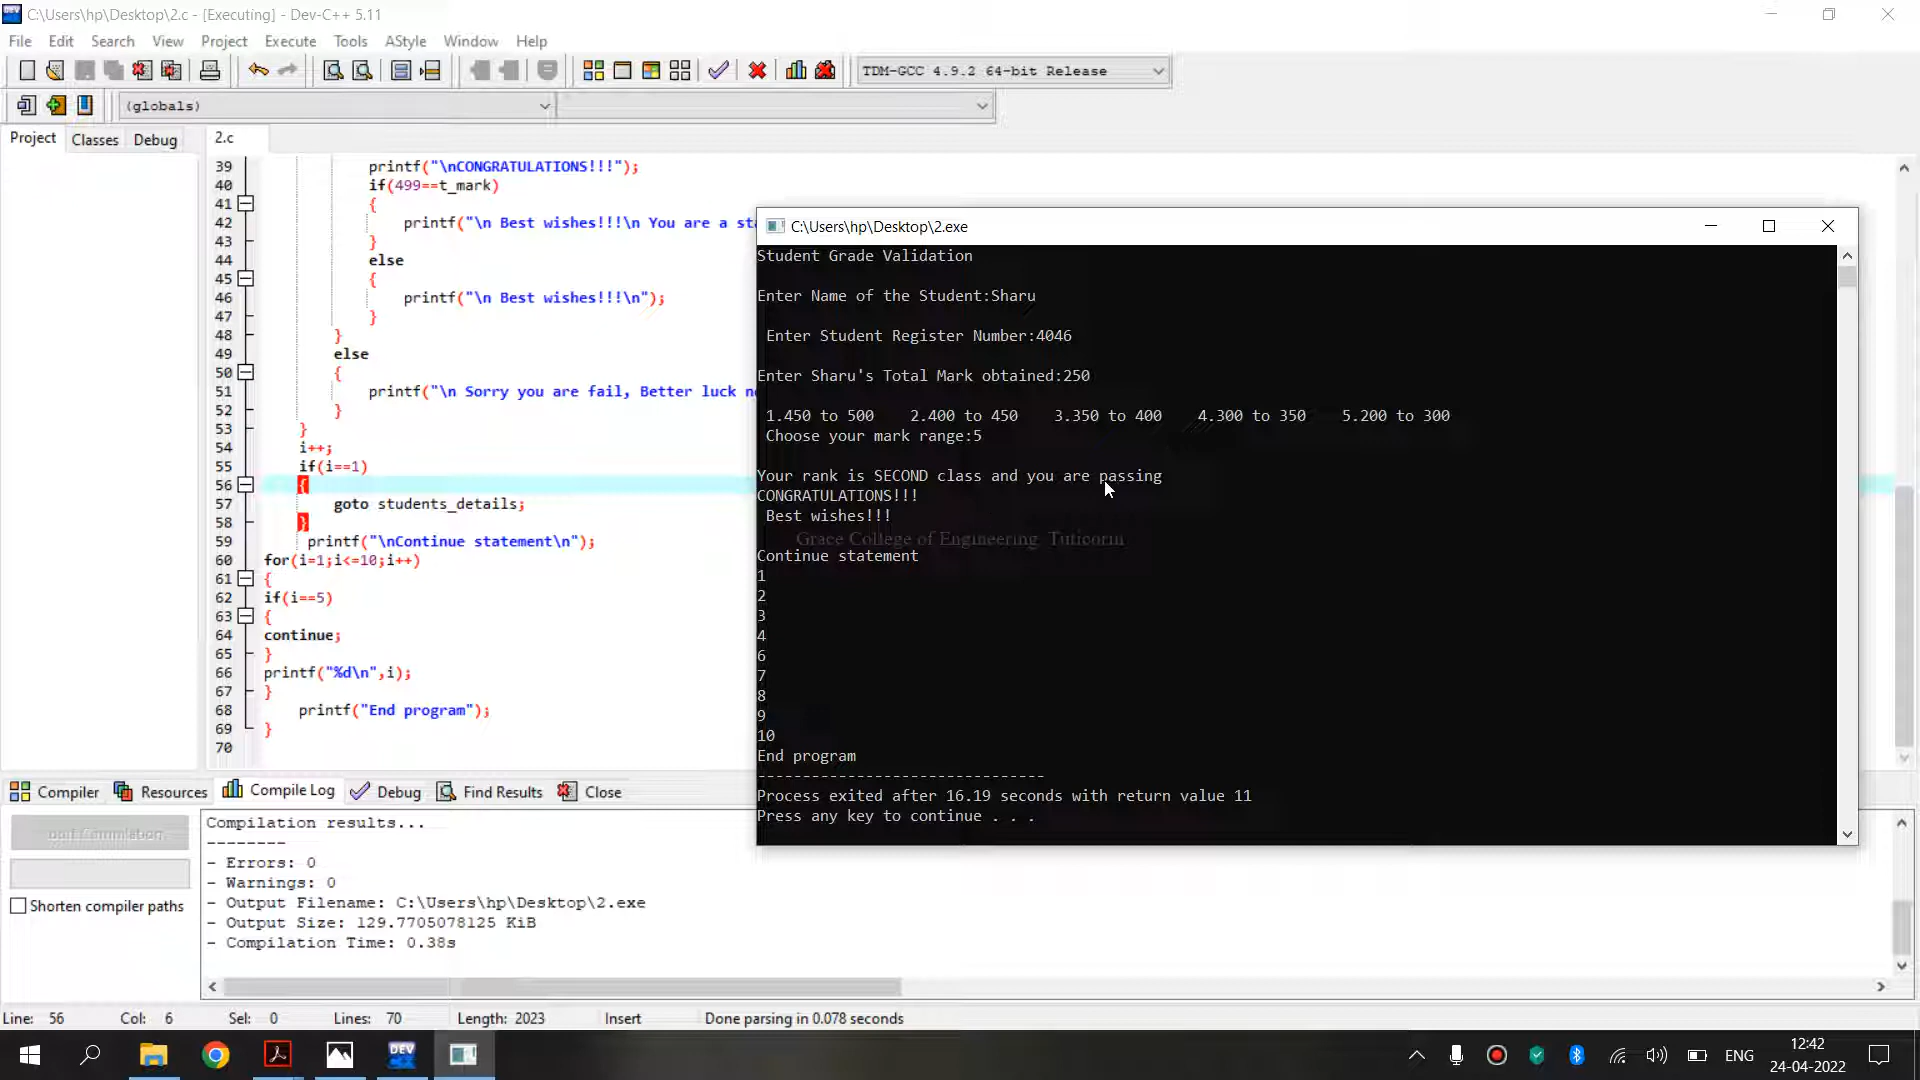 C:\Users\hp\Desktop\2.c - [Executing] - Dev-C++ 5.11
File Edit Search View Project Execute Tools AStyle Window Help
TDM-GCC 4.9.2 64-bit Release
(globals)
Project Classes Debug 2.c
39 printf("\nCONGRATULATIONS!!!");
40 if(499==t_mark)
41 {
42 printf("\n Best wishes!!!\n You are a
43 }
44 else
45 {
46 printf("\n Best wishes!!!\n");
47 }
48 }
49 else
50 {
51 printf("\n Sorry you are fail, Better luck
52 }
53 }
54 i++;
55 if(i==1)
56 {
57 goto students_details;
58 }
59 printf("\nContinue statement\n");
60 for(i=1;i<=10;i++)
61 {
62 if(i==5)
63 {
64 continue;
65 }
66 printf("%d\n",i);
67 }
68 printf("End program");
69 }
70
C:\Users\hp\Desktop\2.exe
Student Grade Validation
Enter Name of the Student:Sharu
Enter Student Register Number:4046
Enter Sharu's Total Mark obtained:250
1.450 to 500 2.400 to 450 3.350 to 400 4.300 to 350 5.200 to 300
Choose your mark range:5
Your rank is SECOND class and you are passing
CONGRATULATIONS!!!
Best wishes!!!
Grace College of Engineering, Tuticorin
Continue statement
1
2
3
4
6
7
8
9
10
End program
--------------------------------
Process exited after 16.19 seconds with return value 11
Press any key to continue . . .
Compiler Resources Compile Log Debug Find Results Close
Compilation results...
--------
- Errors: 0
- Warnings: 0
- Output Filename: C:\Users\hp\Desktop\2.exe
- Output Size: 129.7705078125 KiB
- Compilation Time: 0.38s
Shorten compiler paths
Line: 56 Col: 6 Sel: 0 Lines: 70 Length: 2023 Insert Done parsing in 0.078 seconds
DEV
ENG
12:42
24-04-2022